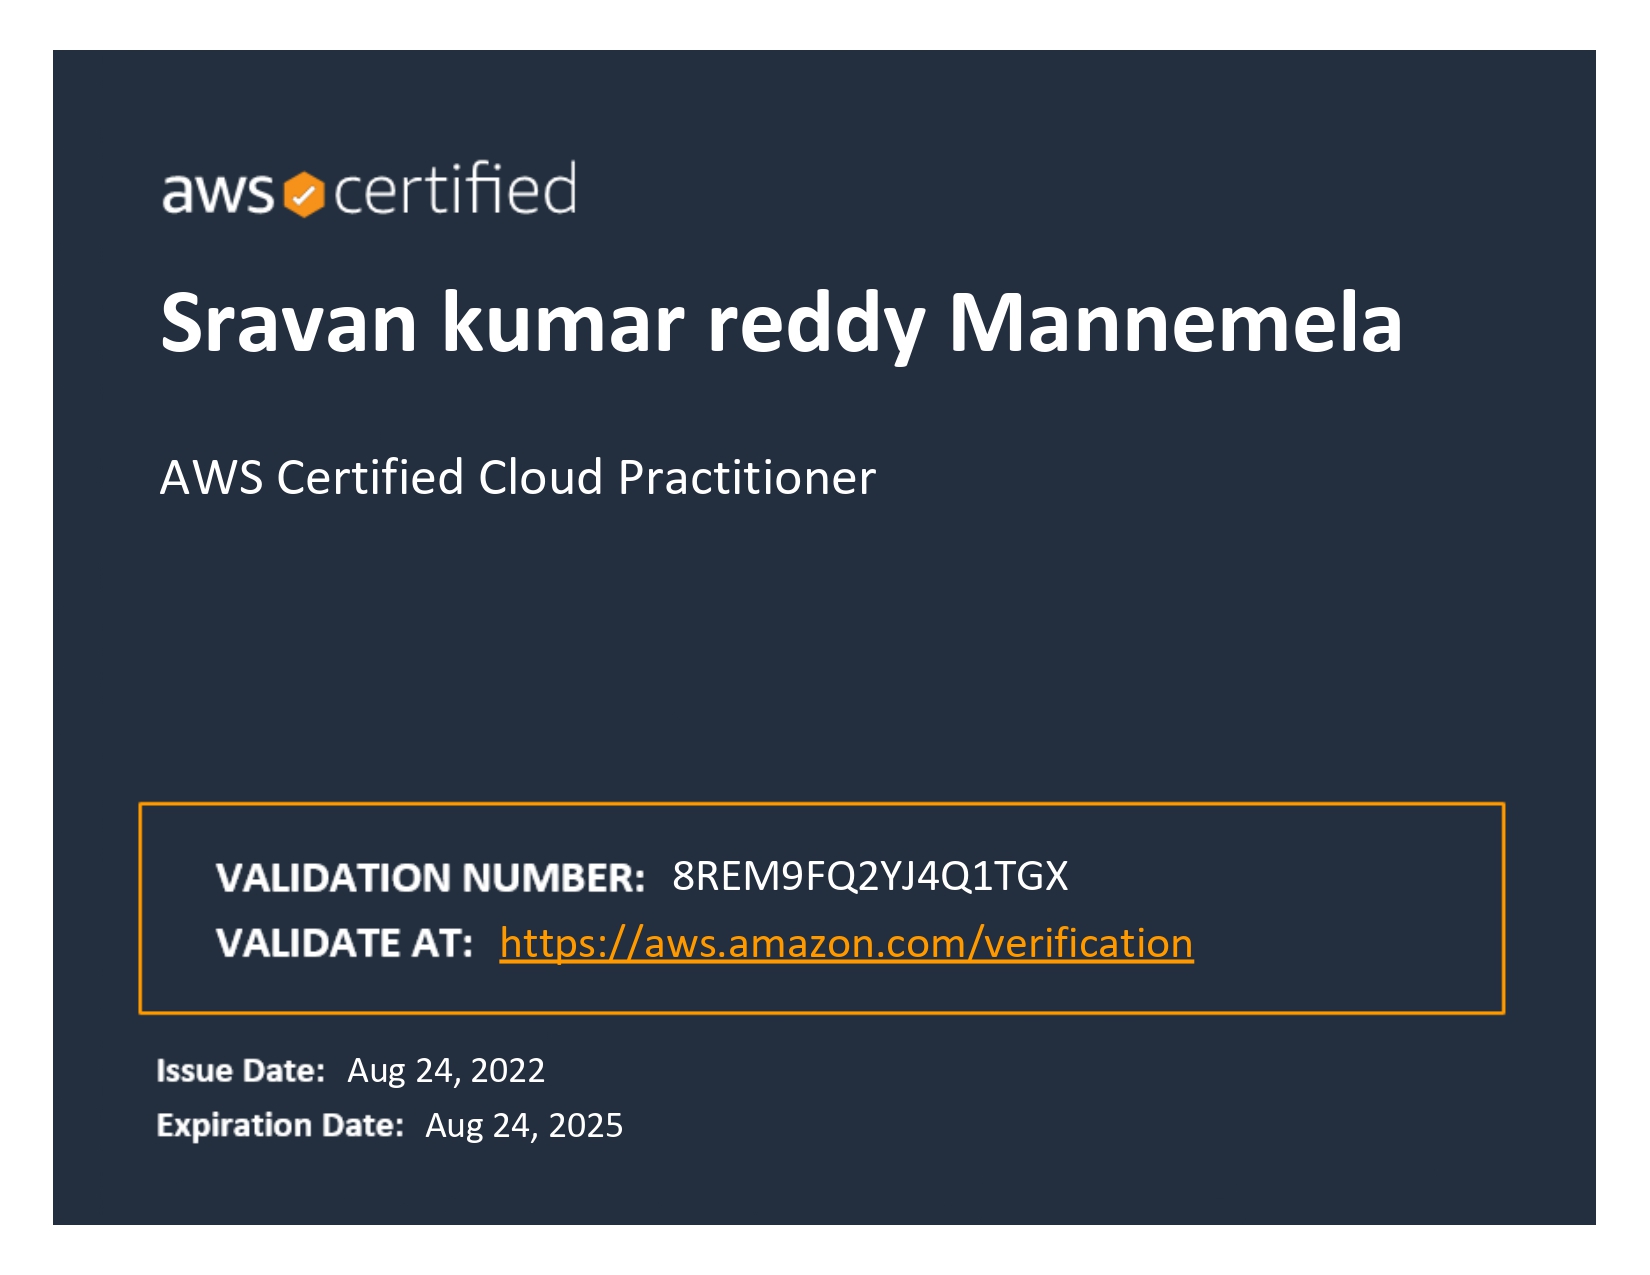 aws certified
Sravan kumar reddy Mannemela
AWS Certified Cloud Practitioner
VALIDATION NUMBER: 8REM9FQ2YJ4Q1TGX
VALIDATE AT: https://aws.amazon.com/verification
Issue Date: Aug 24, 2022
Expiration Date: Aug 24, 2025